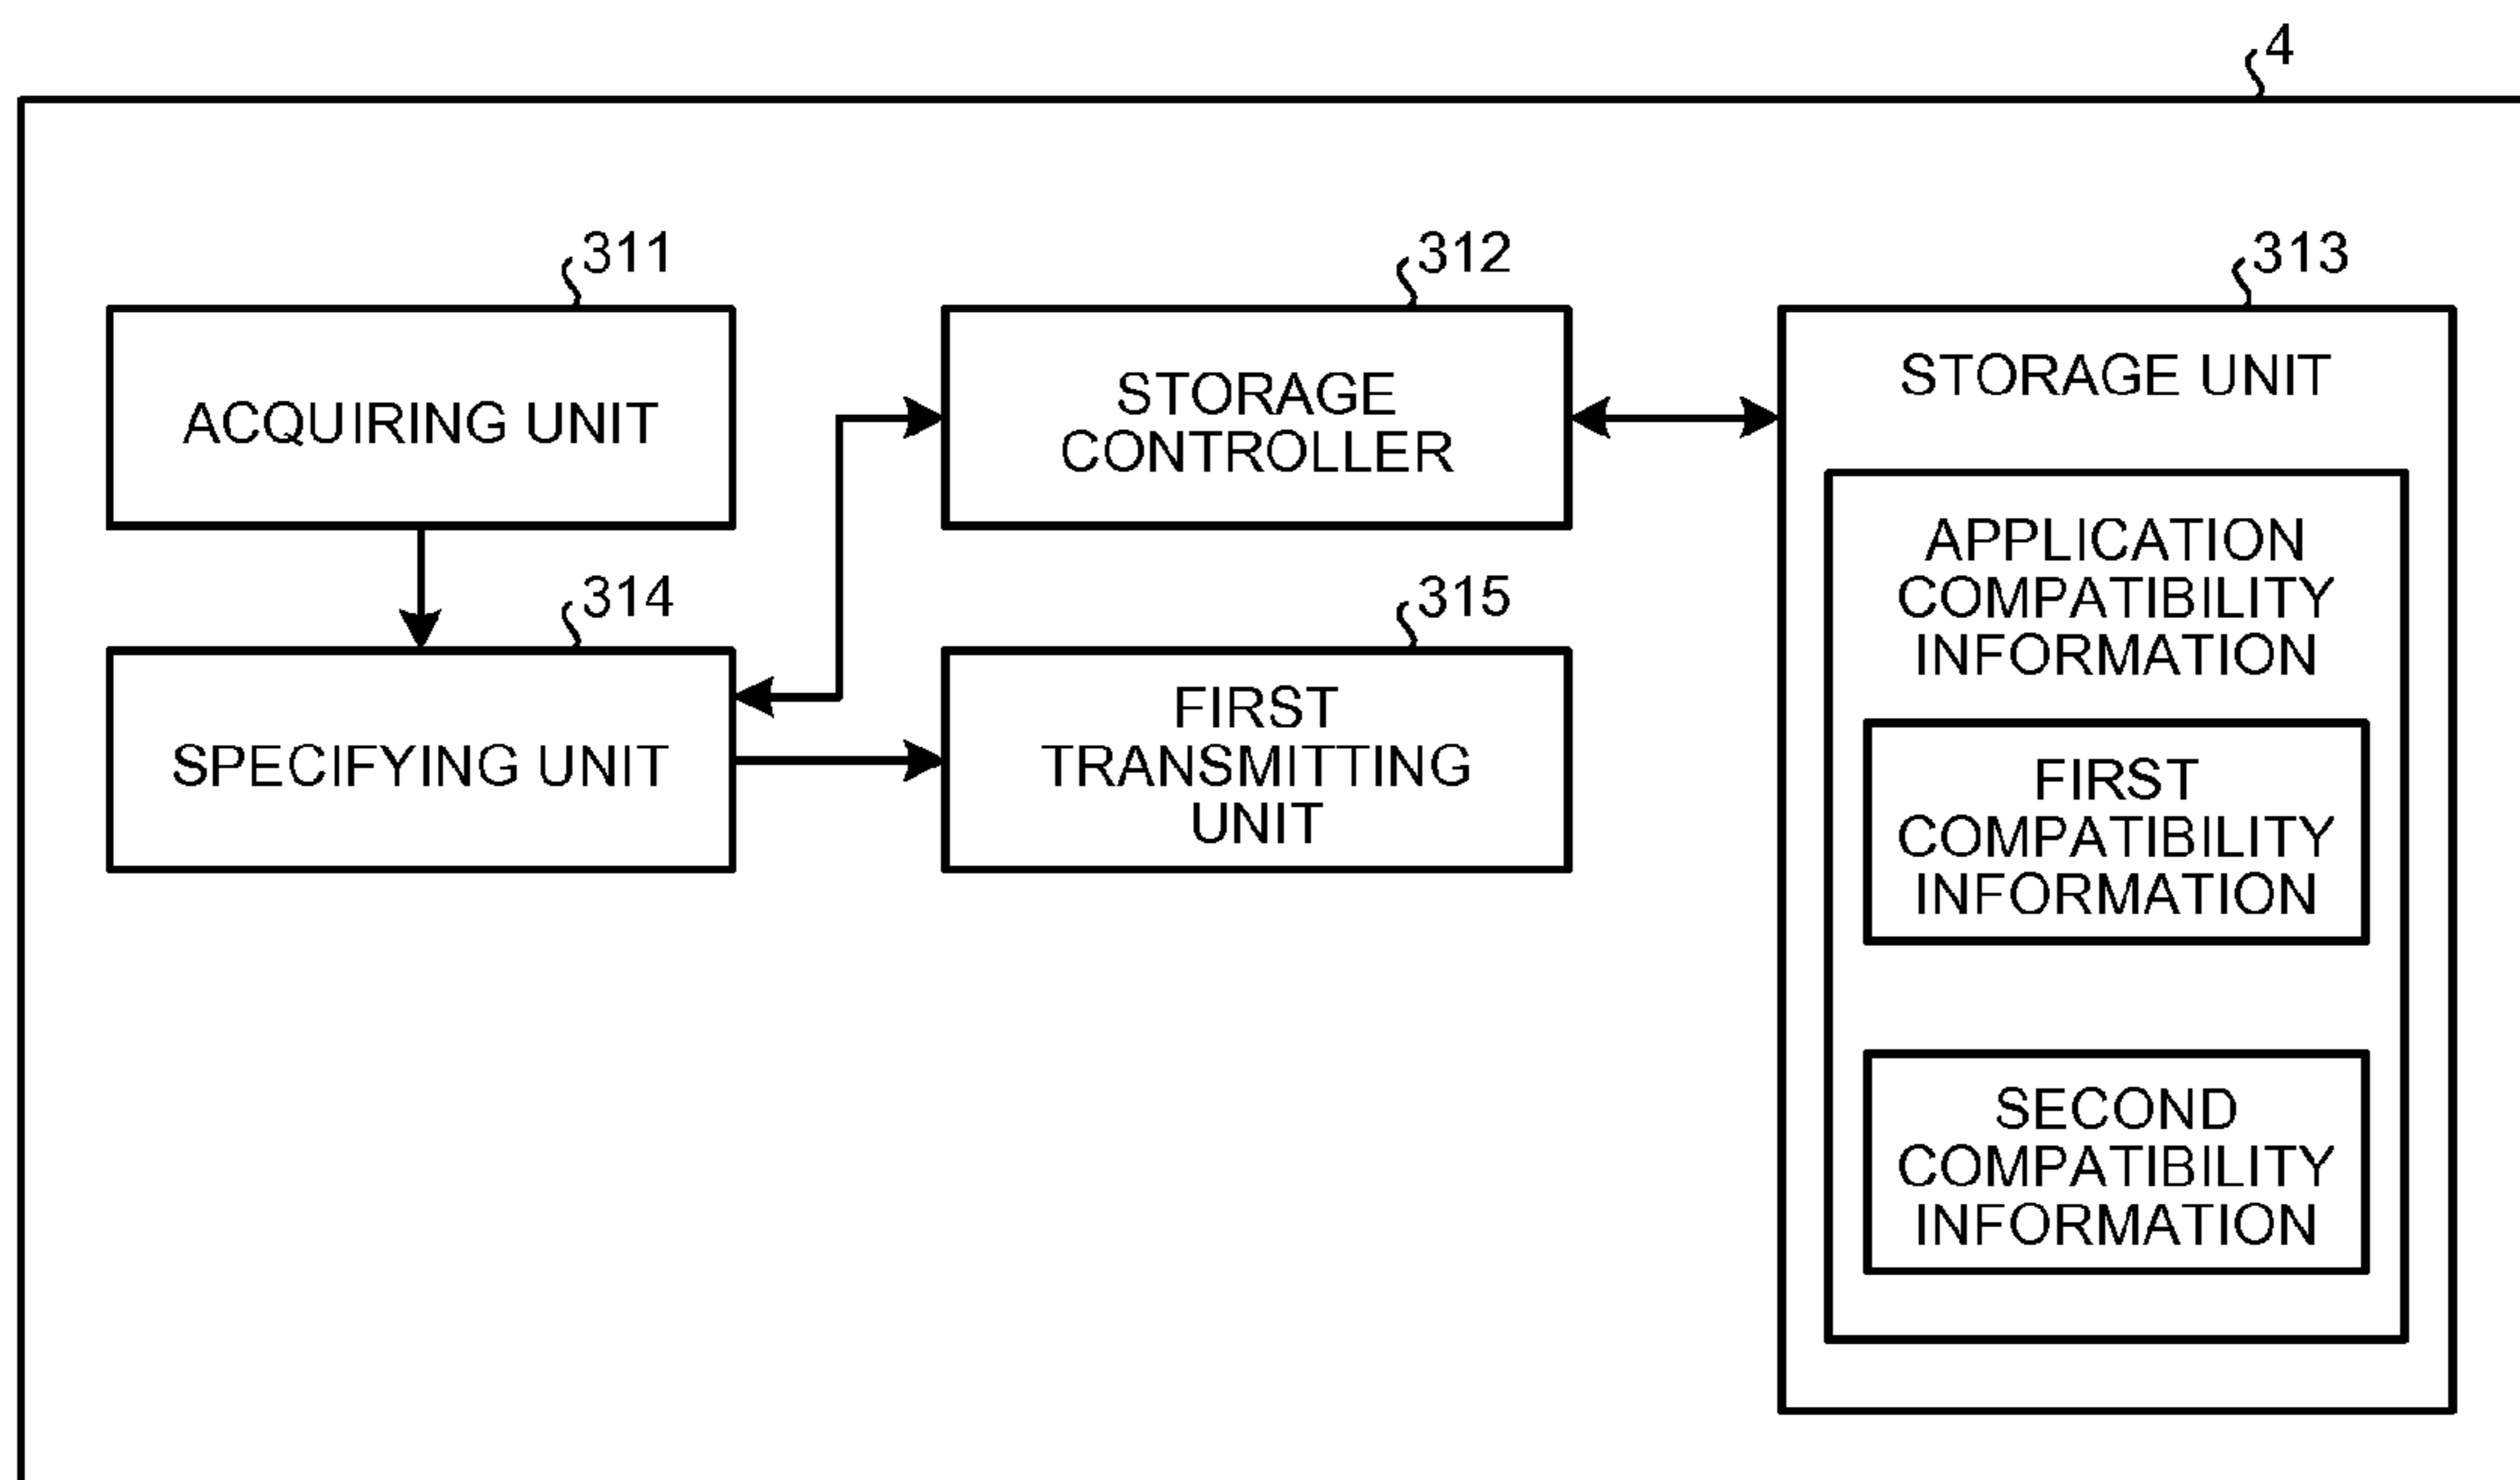 4
311
ACQUIRING UNIT
312
STORAGE
CONTROLLER
313
STORAGE UNIT
APPLICATION
COMPATIBILITY
INFORMATION
FIRST
COMPATIBILITY
INFORMATION
SECOND
COMPATIBILITY
INFORMATION
314
SPECIFYING UNIT
315
FIRST
TRANSMITTING
UNIT